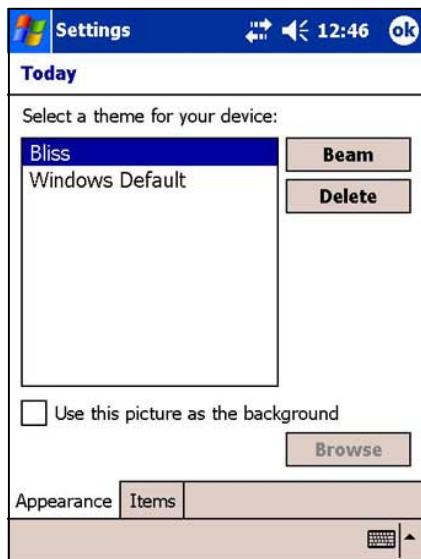 Settings 12:46 ok
Today
Select a theme for your device:
Bliss Beam
Windows Default
Delete
Use this picture as the background
Browse
Appearance Items